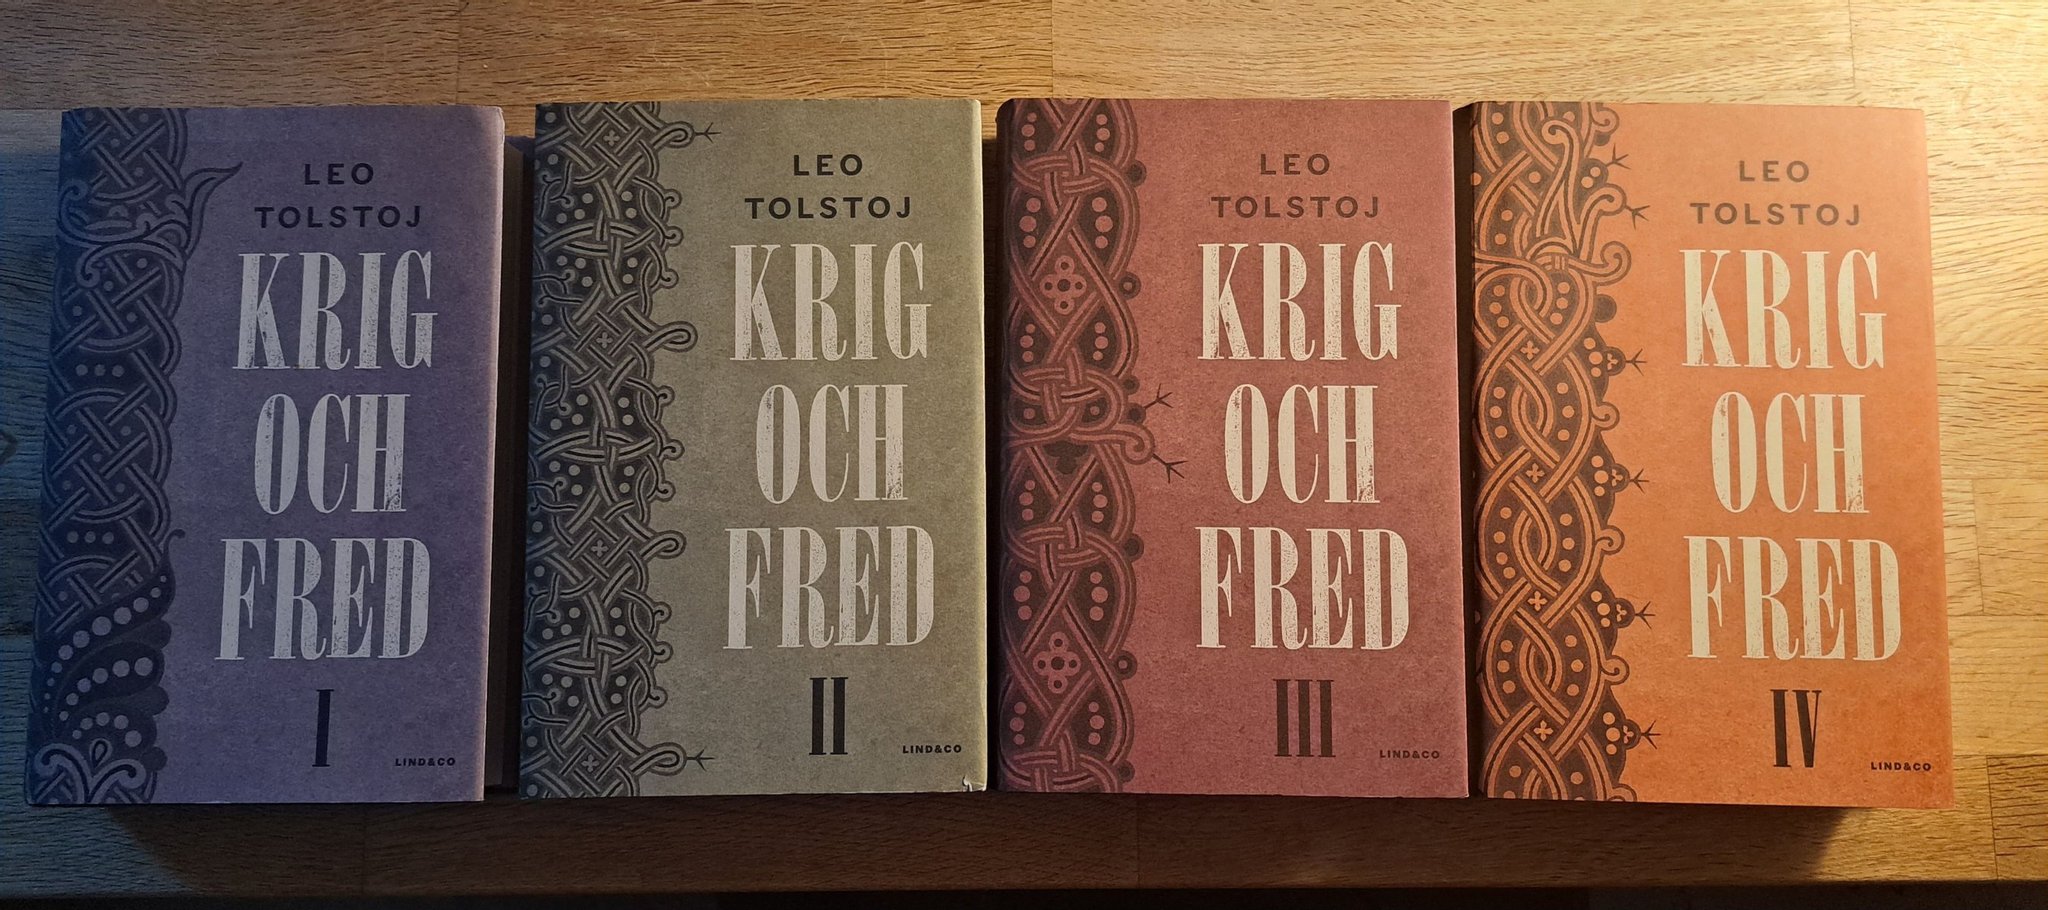 LEO
TOLSTOJ
KRIG
OCH
FRED
I
LIND&CO
LEO
TOLSTOJ
KRIG
OCH
FRED
II
LIND&CO
LEO
TOLSTOJ
KRIG
OCH
FRED
III
LIND&CO
LEO
TOLSTOJ
KRIG
OCH
FRED
IV
LIND&CO